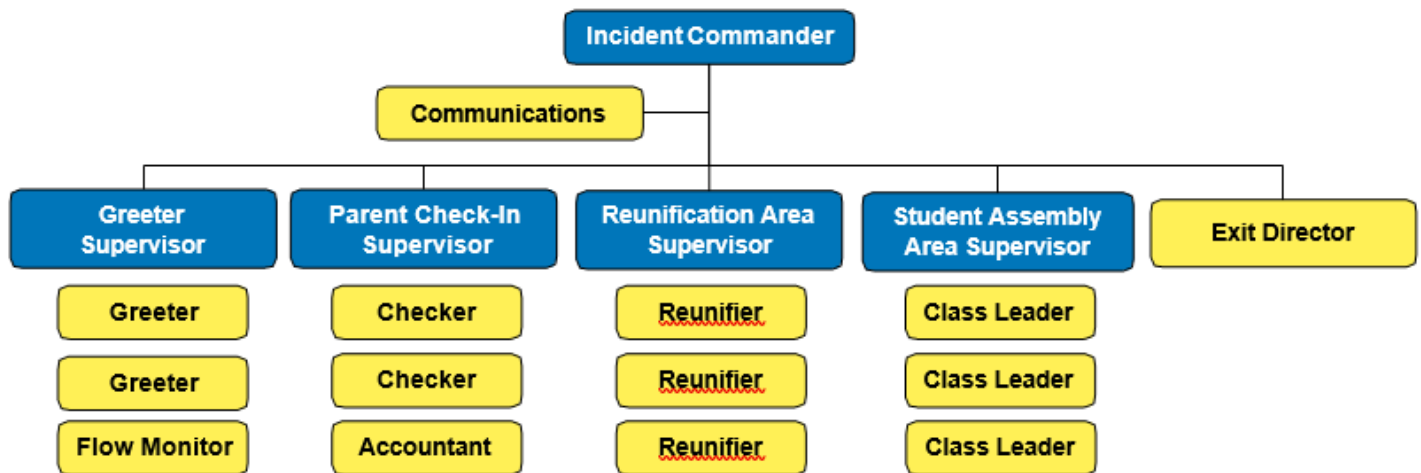 Incident Commander
Communications
Greeter
Supervisor
Parent Check-In
Supervisor
Reunification Area
Supervisor
Student Assembly
Area Supervisor
Exit Director
Greeter
Checker
Reunifier
Class Leader
Greeter
Checker
Reunifier
Class Leader
Flow Monitor
Accountant
Reunifier
Class Leader